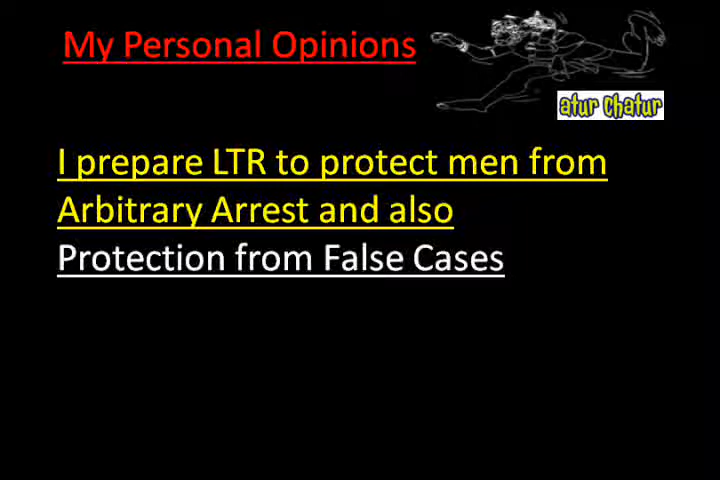 My Personal Opinions
atur chatur
I prepare LTR to protect men from
Arbitrary Arrest and also
Protection from False Cases